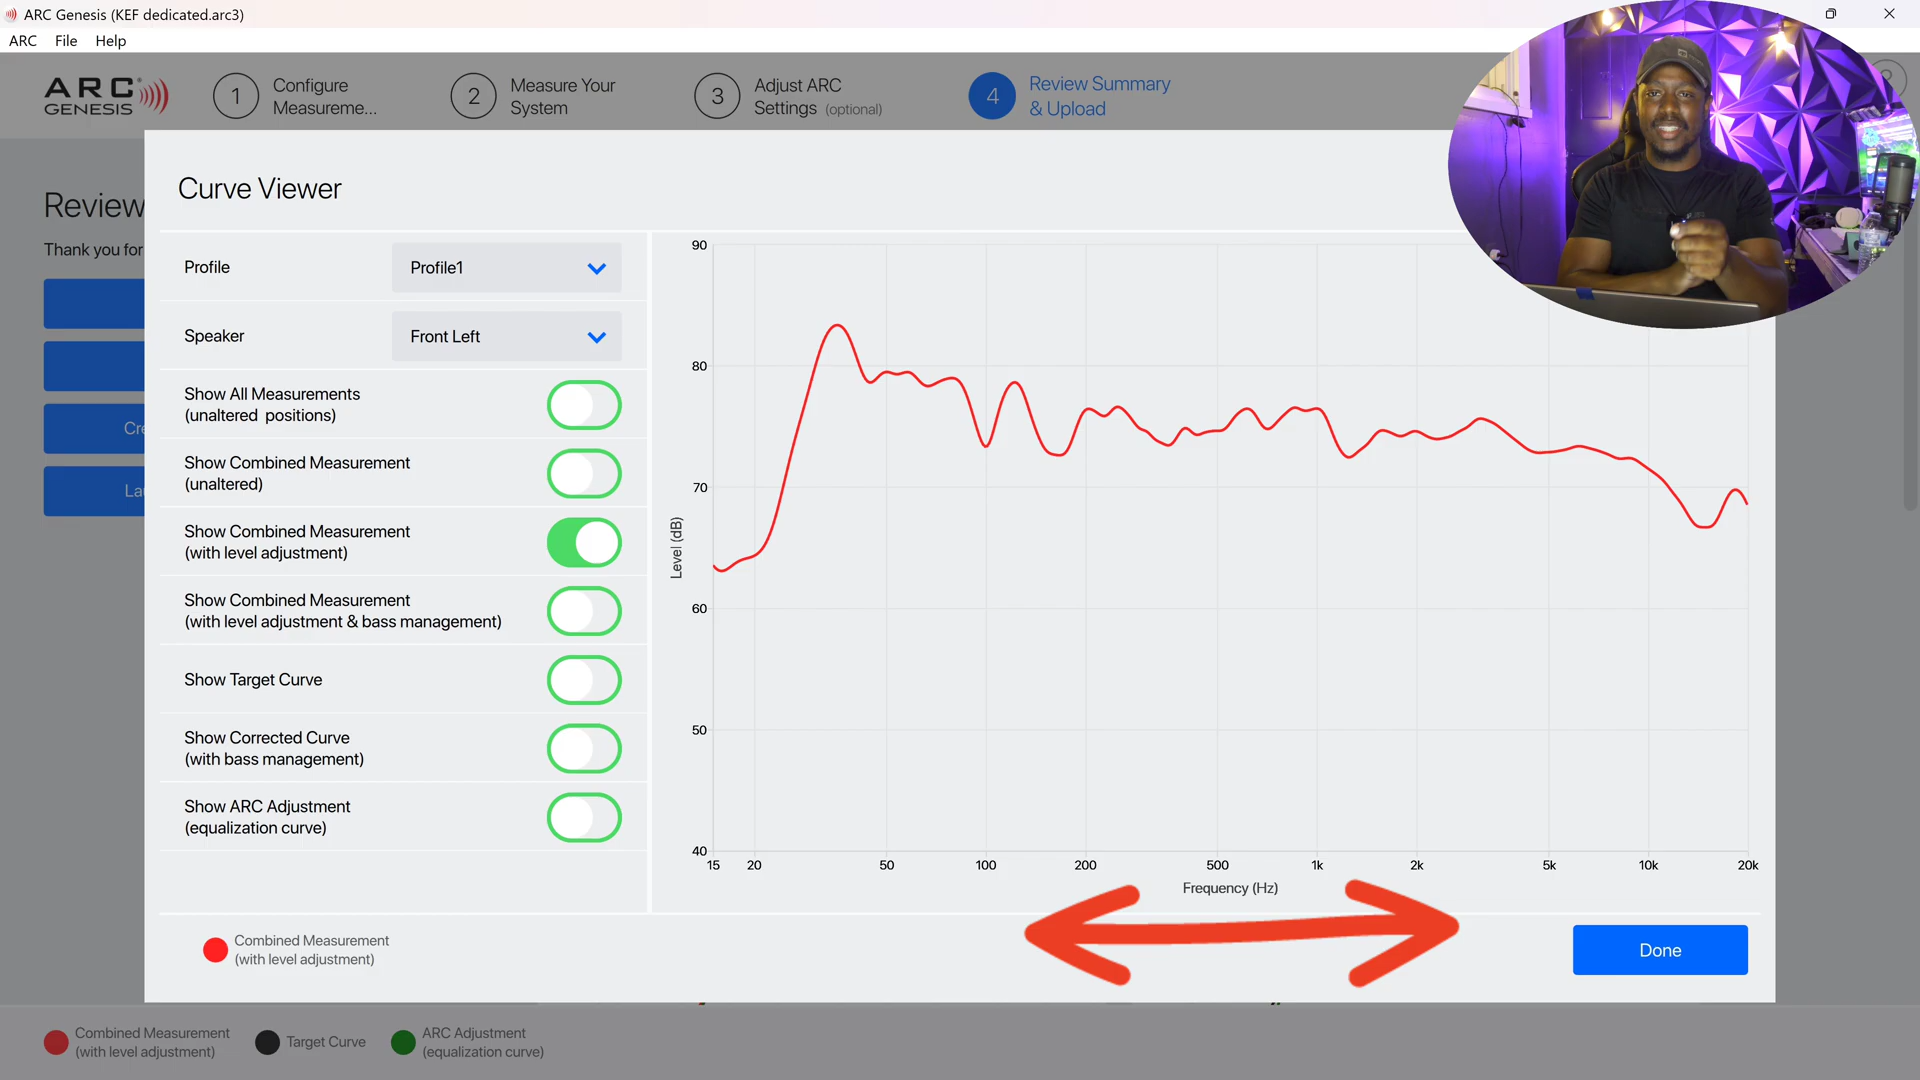 ARC Genesis (KEF dedicated.arc3)
ARC File Help
ARC GENESIS
1 Configure Measureme...
2 Measure Your System
3 Adjust ARC Settings (optional)
4 Review Summary & Upload
Review
Thank you for
Curve Viewer
Profile Profile1
Speaker Front Left
Show All Measurements
(unaltered positions)
Show Combined Measurement
(unaltered)
Show Combined Measurement
(with level adjustment)
Show Combined Measurement
(with level adjustment & bass management)
Show Target Curve
Show Corrected Curve
(with bass management)
Show ARC Adjustment
(equalization curve)
90
80
70
60
50
40
Level (dB)
15 20 50 100 200 500 1k 2k 5k 10k 20k
Frequency (Hz)
Combined Measurement
(with level adjustment)
Done
Combined Measurement
(with level adjustment)
Target Curve
ARC Adjustment
(equalization curve)